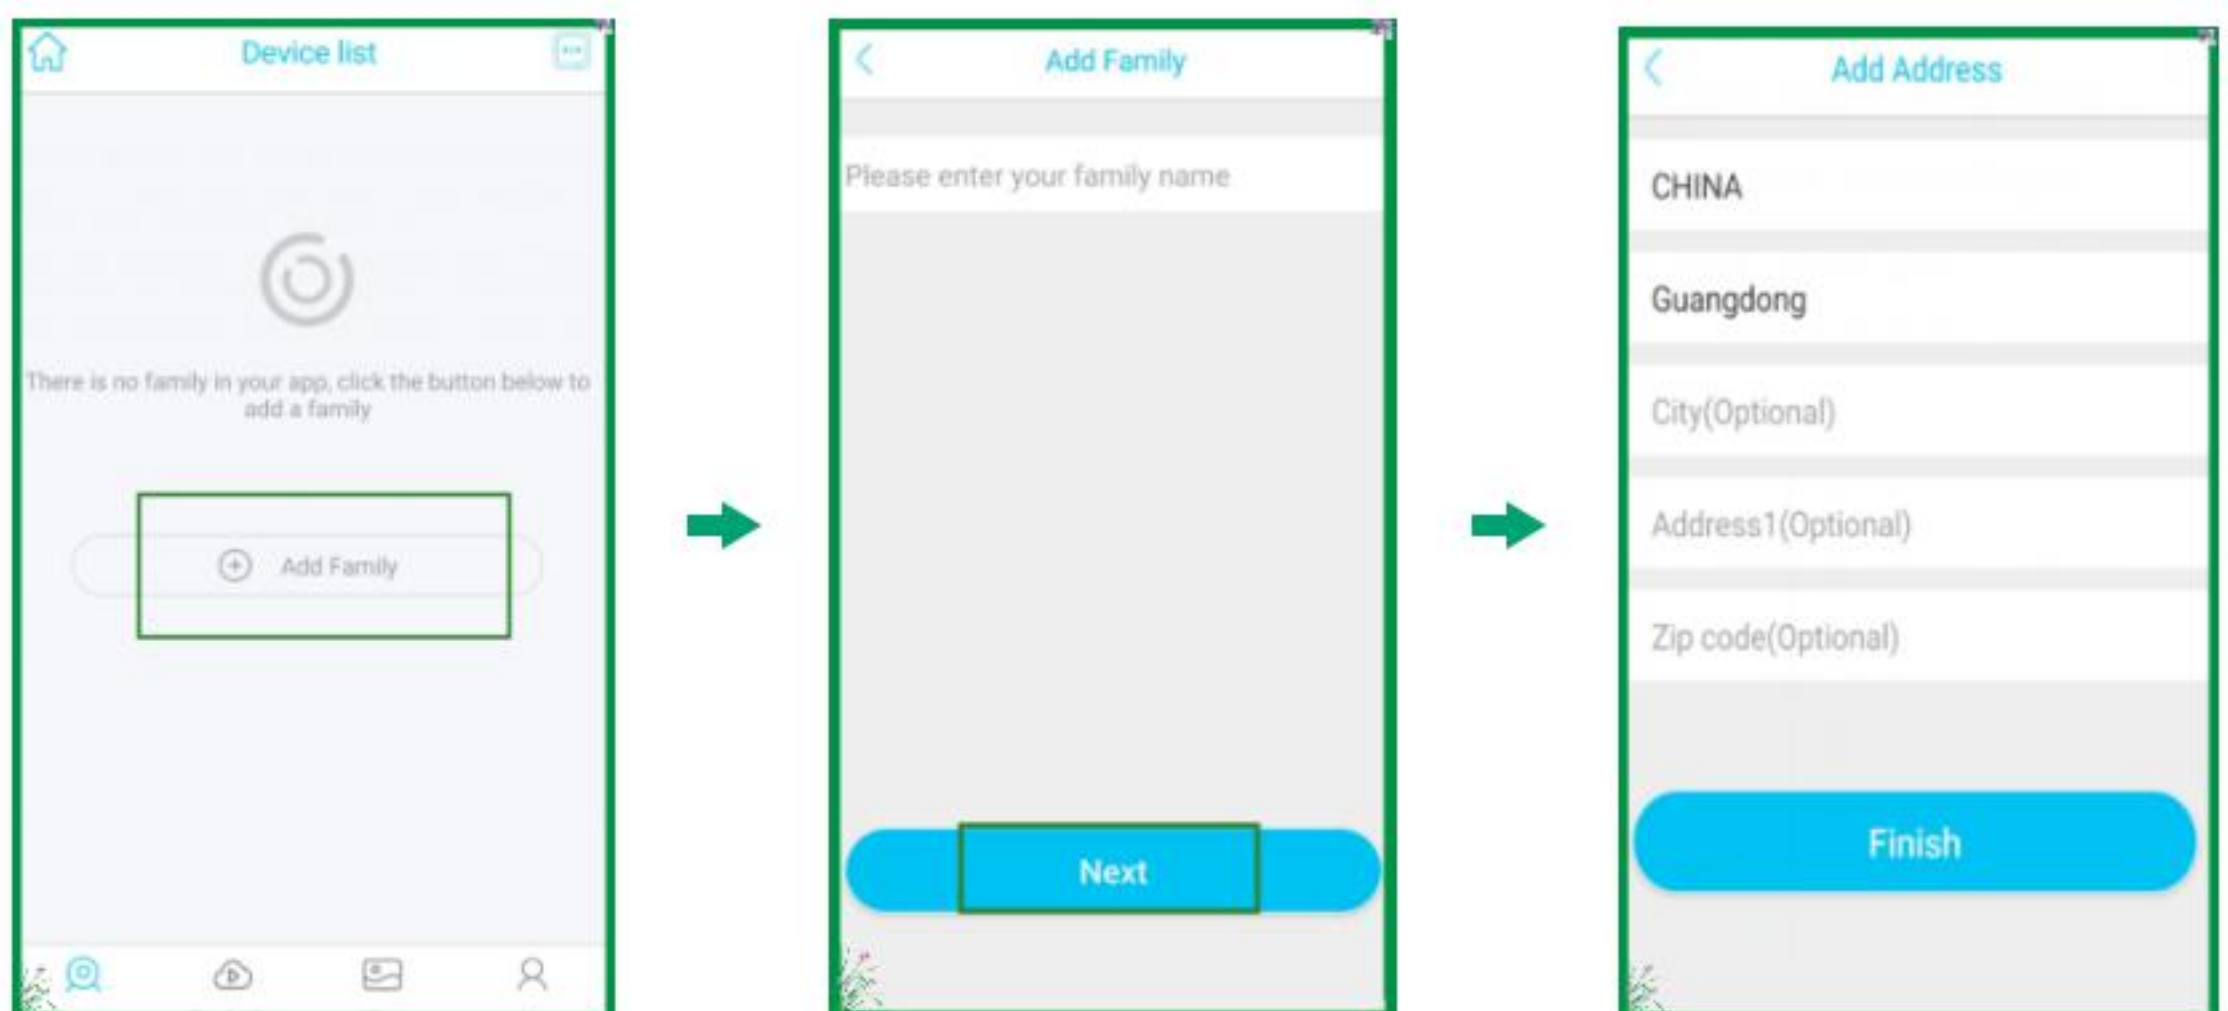 Device list
There is no family in your app, click the button below to
add a family
Add Family
Add Family
Please enter your family name
Next
Add Address
CHINA
Guangdong
City(Optional)
Address1(Optional)
Zip code(Optional)
Finish